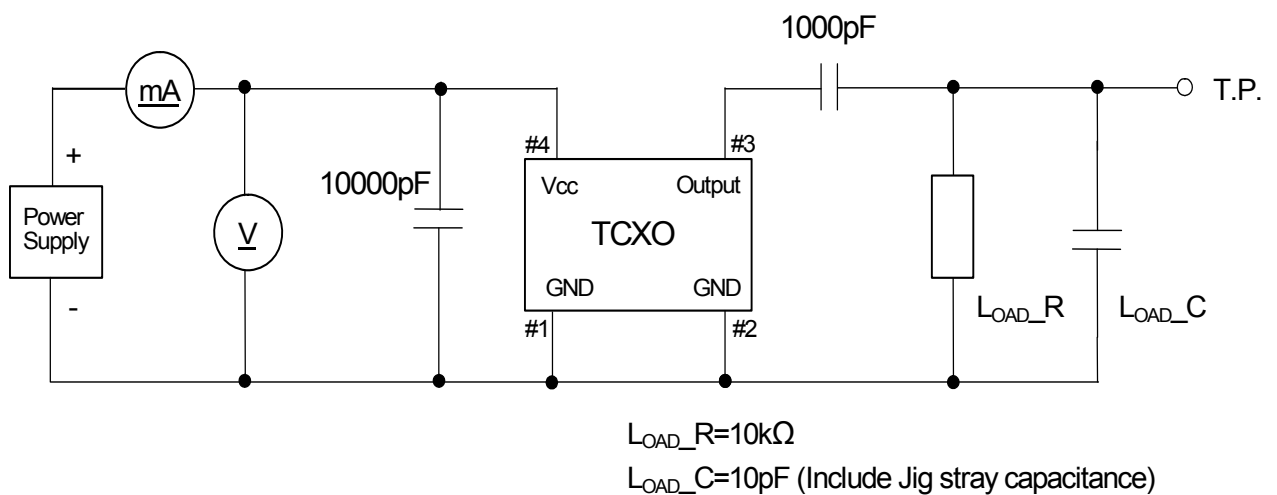 1000pF
mA
T.P.
+
#4
#3
10000pF
Vcc
Output
Power
Supply
V
TCXO
GND
GND
-
#1
#2
LOAD_R
LOAD_C
LOAD_R=10kΩ
LOAD_C=10pF (Include Jig stray capacitance)